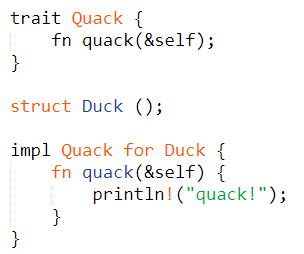 trait Quack {
    fn quack(&self);
}

struct Duck ();

impl Quack for Duck {
    fn quack(&self) {
        println!("quack!");
    }
}